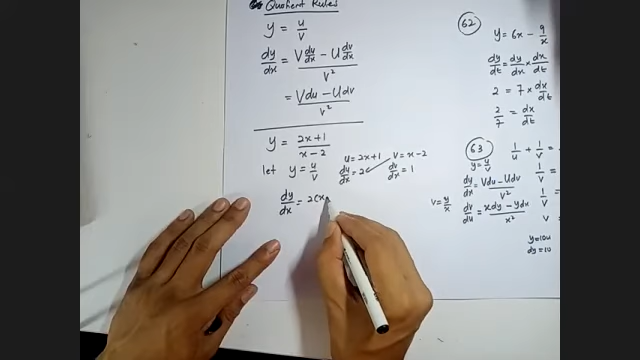 Quotient Rules
y = u/v
dy/dx = (V du/dx - U dv/dx)/V²
= (Vdu - Udv)/V²
y = (2x+1)/(x-2)
let y = u/v
u = 2x+1 V = x-2
du/dx = 2 dv/dx = 1
dy/dx = 2(x
62
y = 6x - 9/x
dy/dt = dy/dx * dx/dt
2 = 7 * dx/dt
2/7 = dx/dt
63
1/u + 1/v =
y = u/v
dy/dx = (Vdu - Udv)/V²
dv/du = (xdy - ydx)/x²
v = y/x
1/v
1/v
v
y = 10u
dy = 10